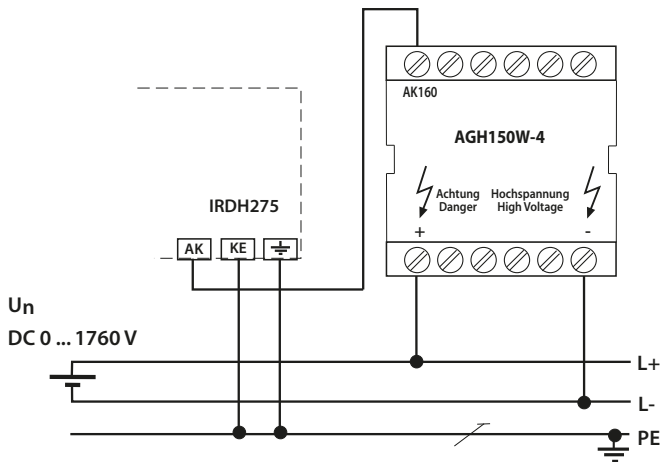 AK160
AGH150W-4
Achtung Hochspannung
Danger High Voltage
+ -
IRDH275
AK KE
Un
DC 0 ... 1760 V
L+
L-
PE